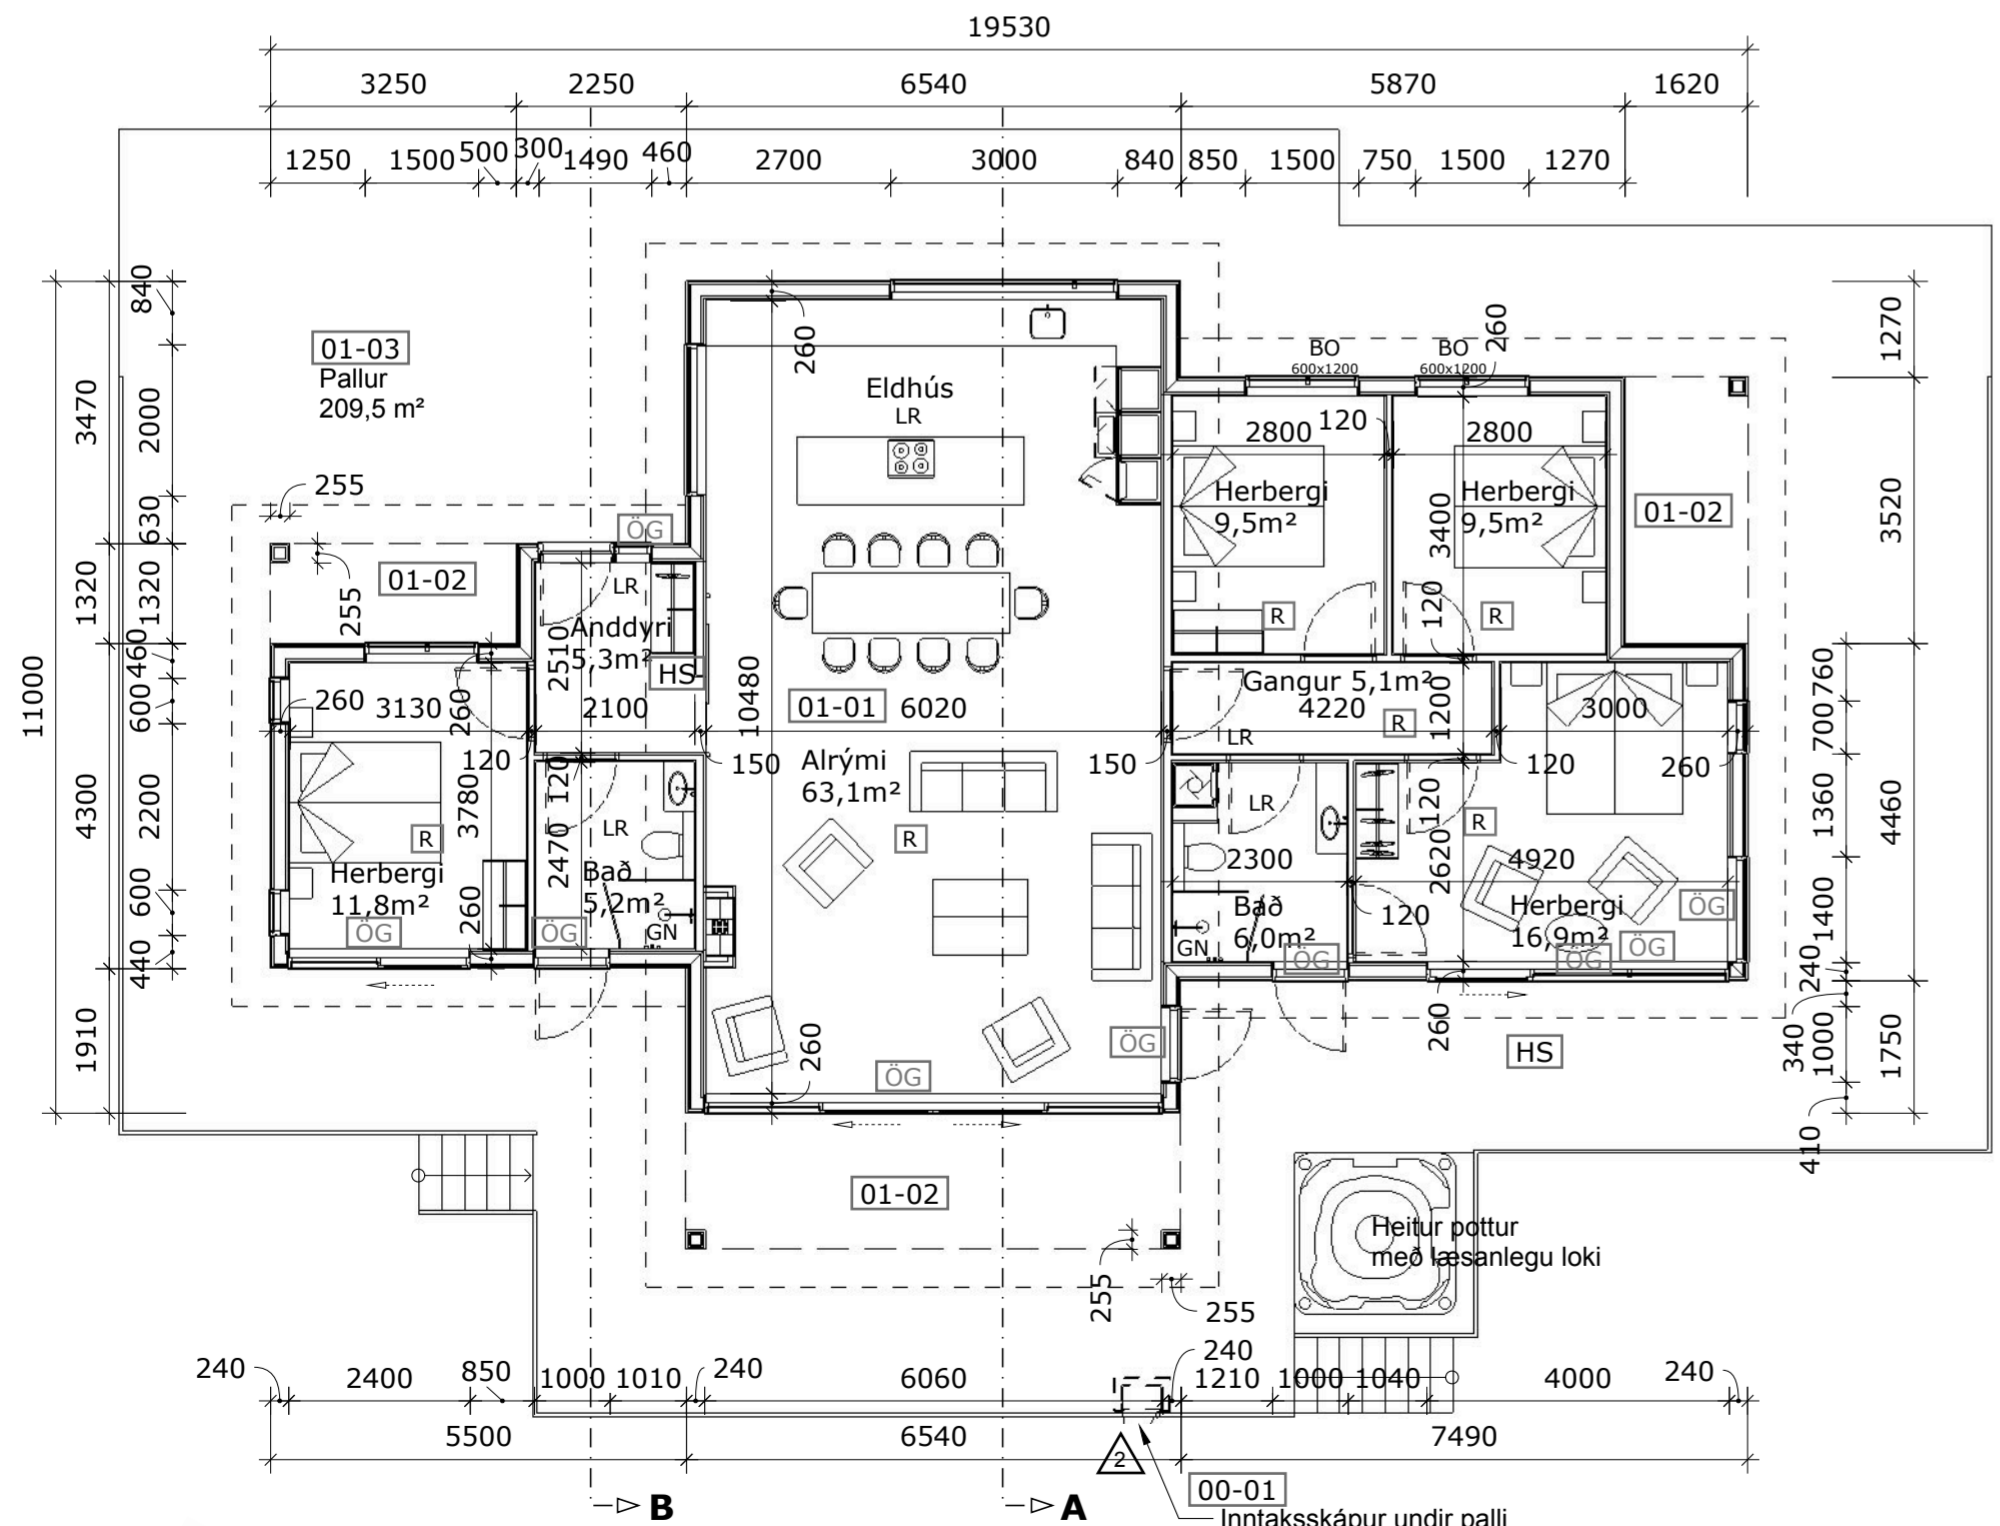 19530
3250 2250 6540 5870 1620
1250 1500 500 300 1490 460 2700 3000 840 850 1500 750 1500 1270
840
3470
2000
630
1320
1320
460
600
11000
4300
2200
600
440
1910
1270
3520
760
700
1360
4460
1400
240
340
1000
1750
410
01-03
Pallur
209,5 m²
255
255
01-02
ÖG
LR
Anddyri
5,3m²
2510
HS
2100
260
3130
260
120
3780
R
Herbergi
11,8m²
ÖG
260
120
2470
LR
Bað
5,2m²
GN
ÖG
260
Eldhús
LR
10480
01-01
6020
150
Alrými
63,1m²
R
150
260
ÖG
ÖG
BO
600x1200
BO
600x1200
260
2800
120
2800
Herbergi
9,5m²
R
3400
Herbergi
9,5m²
120
R
01-02
Gangur 5,1m²
4220
1200
R
LR
3000
120
260
120
R
LR
2300
Bað
6,0m²
GN
ÖG
120
2620
4920
Herbergi
16,9m²
ÖG
ÖG
ÖG
260
HS
01-02
255
255
Heitur pottur
með læsanlegu loki
240 2400 850 1000 1010 240 6060 240 1210 1000 1040 4000 240
5500 6540 7490
2
00-01
B
A
Inntaksskápur undir palli